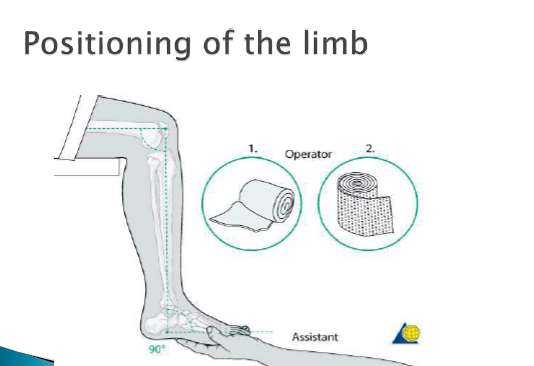 Positioning of the limb
1.
Operator
2.
Assistant
90°